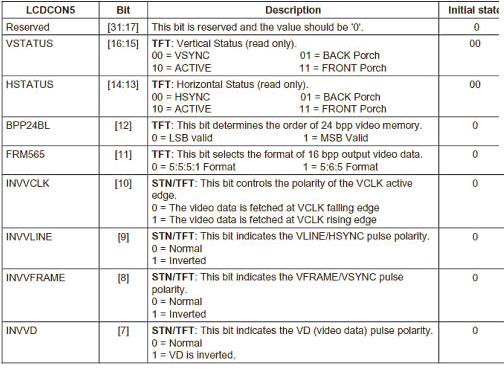 LCDCON5 Bit Description Initial state
Reserved [31:17] This bit is reserved and the value should be '0'. 0
VSTATUS [16:15] TFT: Vertical Status (read only). 00
00 = VSYNC 01 = BACK Porch
10 = ACTIVE 11 = FRONT Porch
HSTATUS [14:13] TFT: Horizontal Status (read only). 00
00 = HSYNC 01 = BACK Porch
10 = ACTIVE 11 = FRONT Porch
BPP24BL [12] TFT: This bit determines the order of 24 bpp video memory. 0
0 = LSB valid 1 = MSB Valid
FRM565 [11] TFT: This bit selects the format of 16 bpp output video data. 0
0 = 5:5:5:1 Format 1 = 5:6:5 Format
INVVCLK [10] STN/TFT: This bit controls the polarity of the VCLK active 0
edge.
0 = The video data is fetched at VCLK falling edge
1 = The video data is fetched at VCLK rising edge
INVVLINE [9] STN/TFT: This bit indicates the VLINE/HSYNC pulse polarity. 0
0 = Normal
1 = Inverted
INVVFRAME [8] STN/TFT: This bit indicates the VFRAME/VSYNC pulse 0
polarity.
0 = Normal
1 = Inverted
INVVD [7] STN/TFT: This bit indicates the VD (video data) pulse polarity. 0
0 = Normal
1 = VD is inverted.